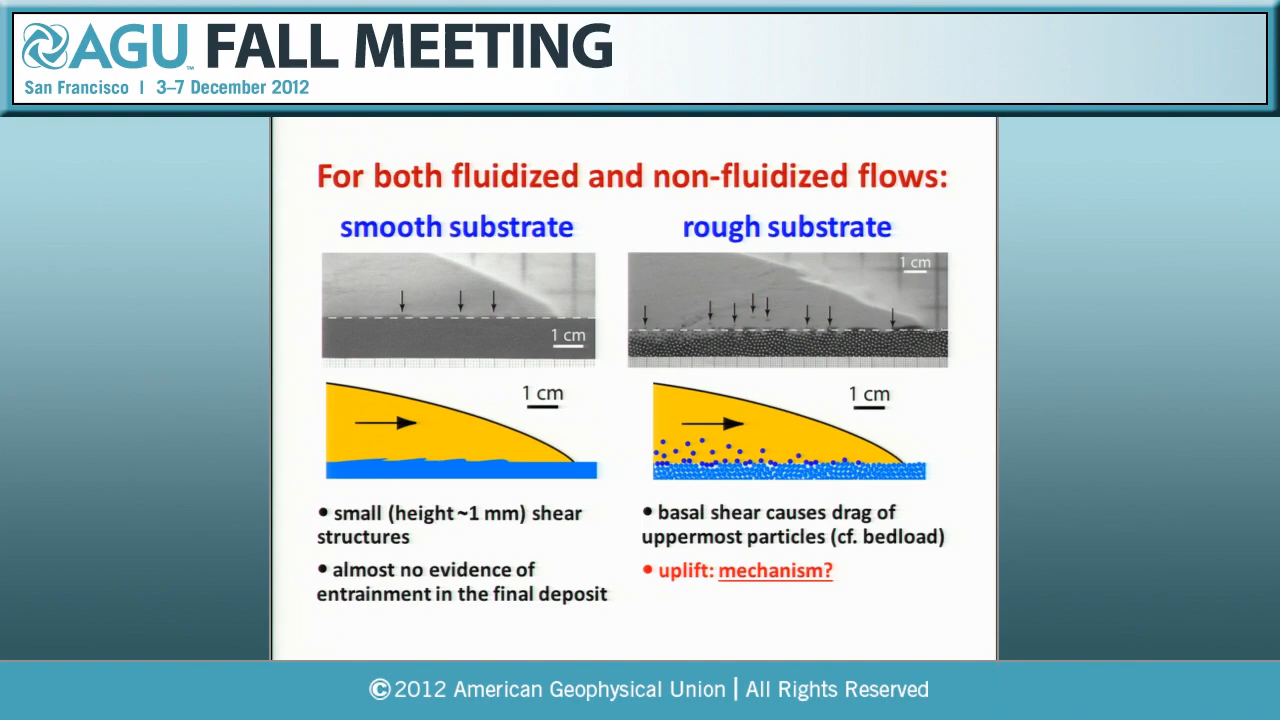 AGU™ FALL MEETING
San Francisco | 3–7 December 2012
For both fluidized and non-fluidized flows:
smooth substrate
rough substrate
1 cm
1 cm
1 cm
1 cm
• small (height ~1 mm) shear
structures
• almost no evidence of
entrainment in the final deposit
• basal shear causes drag of
uppermost particles (cf. bedload)
• uplift: mechanism?
©2012 American Geophysical Union | All Rights Reserved